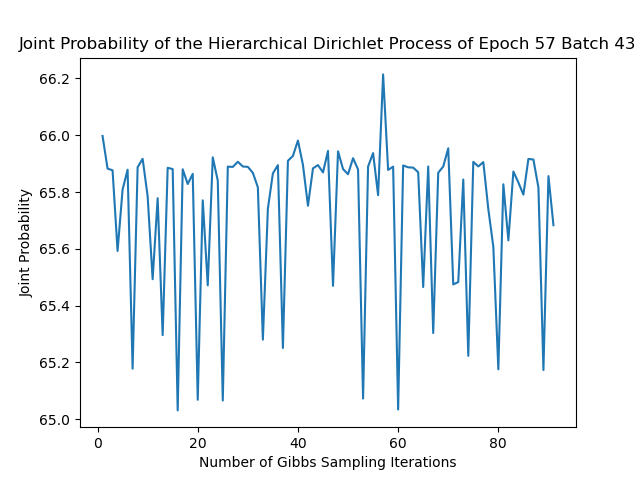 Joint Probability of the Hierarchical Dirichlet Process of Epoch 57 Batch 43
66.2
66.0
65.8
65.6
65.4
65.2
65.0
Joint Probability
0 20 40 60 80
Number of Gibbs Sampling Iterations